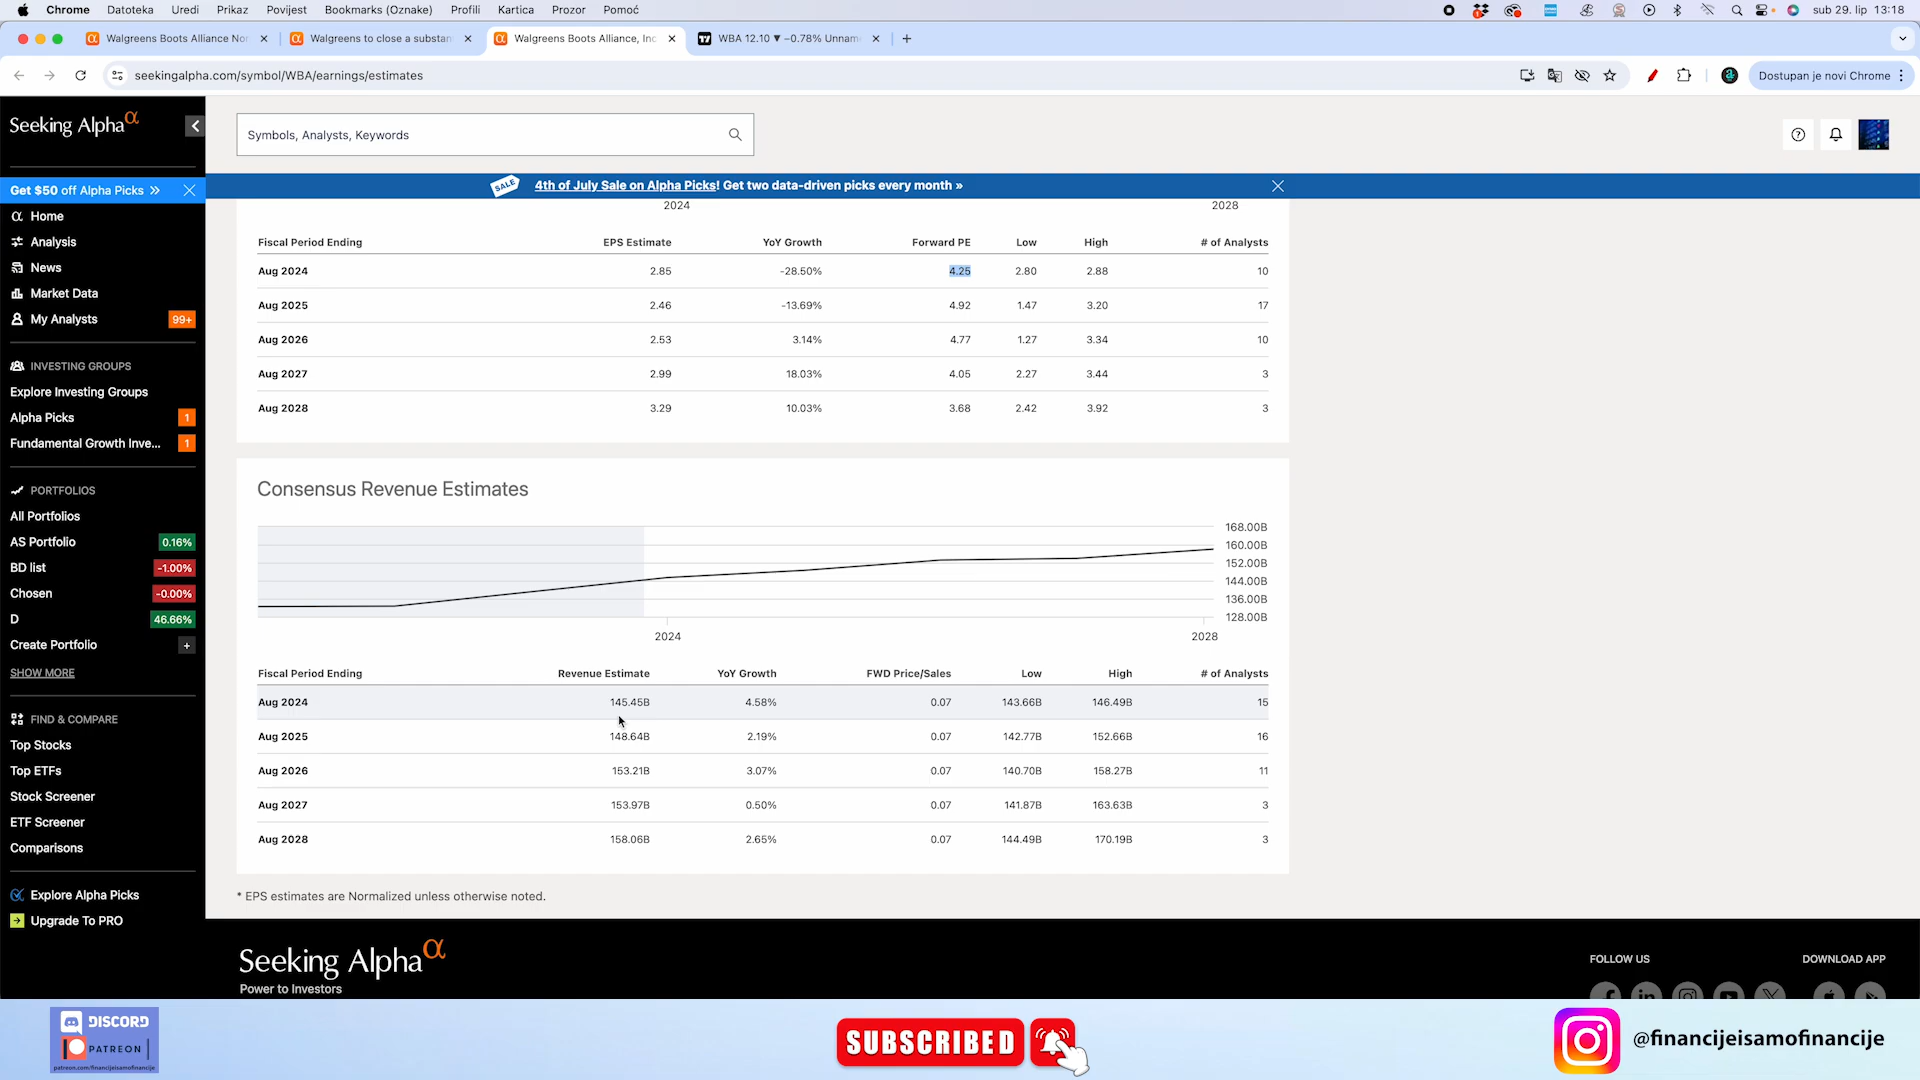 Chrome Datoteka Uredi Prikaz Povijest Bookmarks (Oznake) Profili Kartica Prozor Pomoć sub 29. lip 13:18
Walgreens Boots Alliance Nor Walgreens to close a substan Walgreens Boots Alliance, Inc WBA 12.10 ▼ −0.78% Unnam
seekingalpha.com/symbol/WBA/earnings/estimates Dostupan je novi Chrome
Seeking Alpha α
Symbols, Analysts, Keywords
Get $50 off Alpha Picks »
SALE 4th of July Sale on Alpha Picks! Get two data-driven picks every month »
Home
Analysis
News
Market Data
My Analysts 99+
INVESTING GROUPS
Explore Investing Groups
Alpha Picks 1
Fundamental Growth Inve... 1
PORTFOLIOS
All Portfolios
AS Portfolio 0.16%
BD list -1.00%
Chosen -0.00%
D 46.66%
Create Portfolio +
SHOW MORE
FIND & COMPARE
Top Stocks
Top ETFs
Stock Screener
ETF Screener
Comparisons
Explore Alpha Picks
Upgrade To PRO
2024 2028
Fiscal Period Ending EPS Estimate YoY Growth Forward PE Low High # of Analysts
Aug 2024 2.85 -28.50% 4.25 2.80 2.88 10
Aug 2025 2.46 -13.69% 4.92 1.47 3.20 17
Aug 2026 2.53 3.14% 4.77 1.27 3.34 10
Aug 2027 2.99 18.03% 4.05 2.27 3.44 3
Aug 2028 3.29 10.03% 3.68 2.42 3.92 3
Consensus Revenue Estimates
168.00B
160.00B
152.00B
144.00B
136.00B
128.00B
2024 2028
Fiscal Period Ending Revenue Estimate YoY Growth FWD Price/Sales Low High # of Analysts
Aug 2024 145.45B 4.58% 0.07 143.66B 146.49B 15
Aug 2025 148.64B 2.19% 0.07 142.77B 152.66B 16
Aug 2026 153.21B 3.07% 0.07 140.70B 158.27B 11
Aug 2027 153.97B 0.50% 0.07 141.87B 163.63B 3
Aug 2028 158.06B 2.65% 0.07 144.49B 170.19B 3
* EPS estimates are Normalized unless otherwise noted.
Seeking Alpha α
Power to Investors
FOLLOW US DOWNLOAD APP
DISCORD
PATREON
patreon.com/financijeisamofinancije
SUBSCRIBED
@financijeisamofinancije